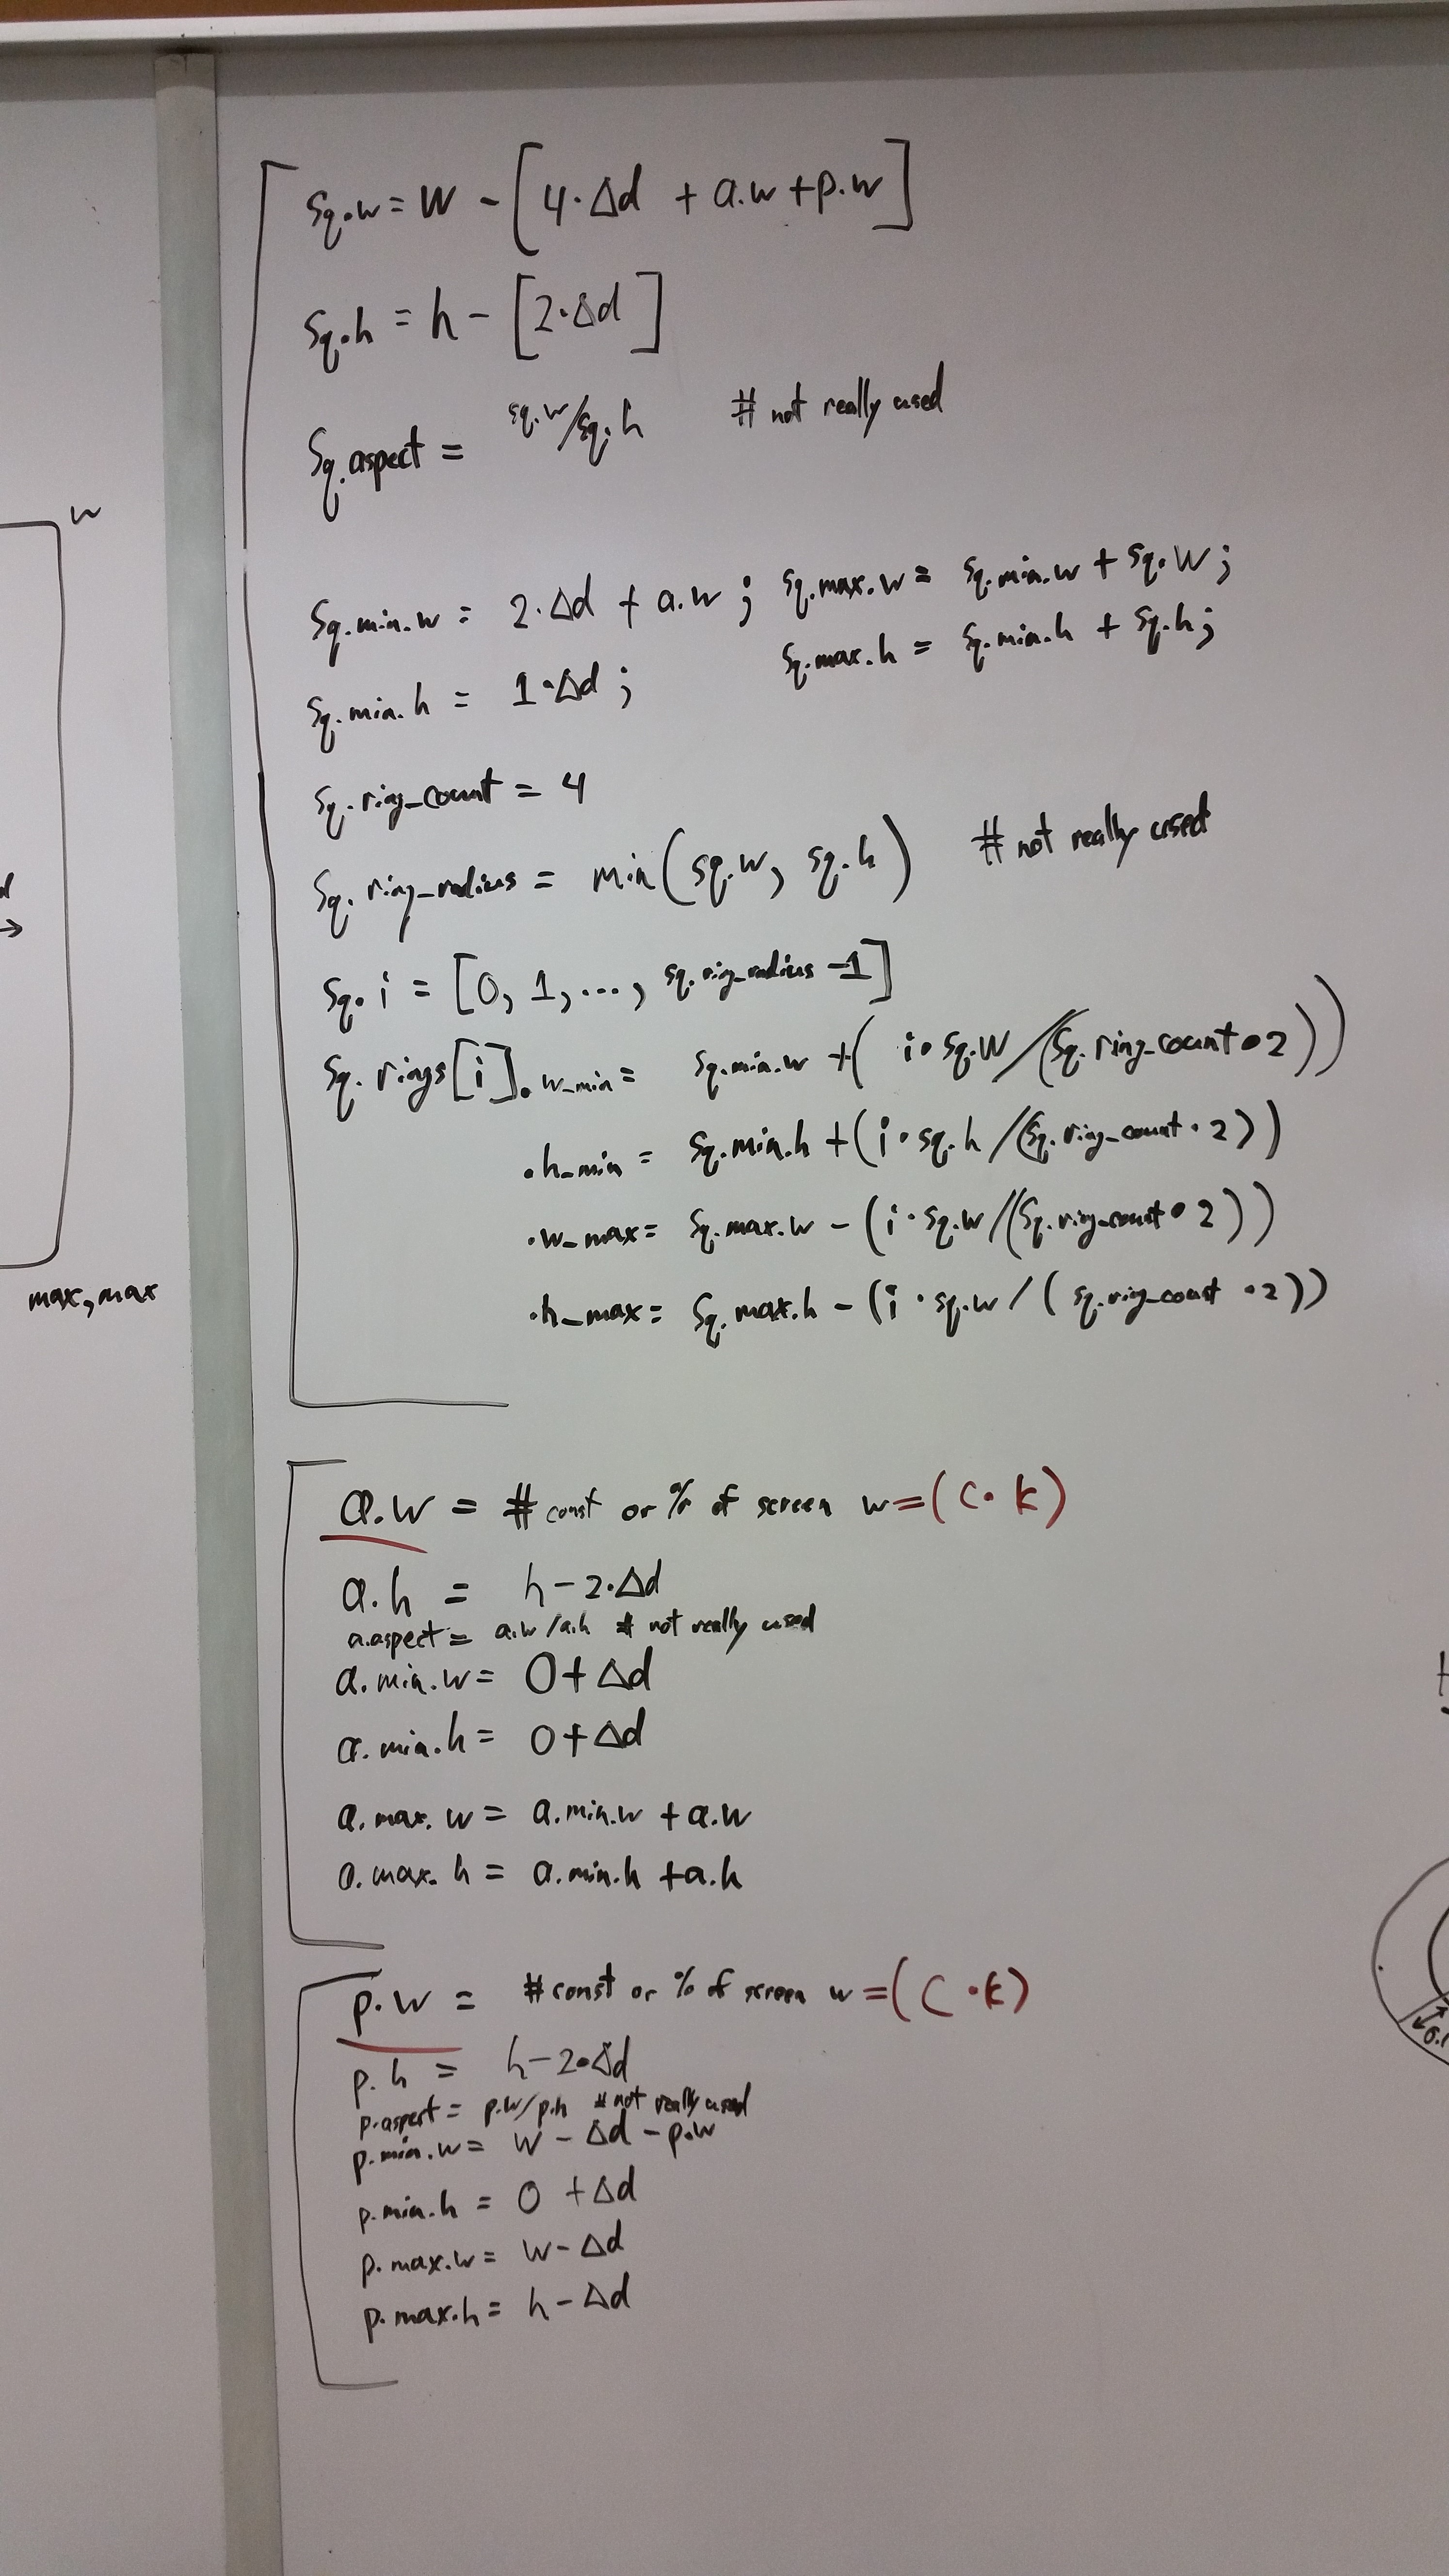 sq.w = W - [4·Δd + a.w + p.w]
sq.h = h - [2·Δd]
sq.aspect = sq.w/sq.h # not really used
w
sq.min.w = 2·Δd + a.w ; sq.max.w = sq.min.w + sq.W ;
sq.min.h = 1·Δd ; sq.max.h = sq.min.h + sq.h ;
sq.ring_count = 4
sq.ring_radius = min(sq.w, sq.h) # not really used
→
sq.i = [0, 1, ..., sq.ring_radius - 1]
sq.rings[i].w_min = sq.min.w + ( i · sq.W / (sq.ring_count · 2))
.h_min = sq.min.h + (i · sq.h / (sq.ring_count · 2))
.w_max = sq.max.w - (i · sq.w / (sq.ring_count · 2))
max, max
.h_max = sq.max.h - (i · sq.w / ( sq.ring_count · 2))
a.w = # const or % of screen w = (C · k)
a.h = h - 2·Δd
a.aspect = a.w/a.h # not really used
a.min.w = 0 + Δd
a.min.h = 0 + Δd
a.max.w = a.min.w + a.w
a.max.h = a.min.h + a.h
p.w = # const or % of screen w = (C · k)
p.h = h - 2·Δd
p.aspect = p.w/p.h # not really used
p.min.w = W - Δd - p.w
p.min.h = 0 + Δd
p.max.w = W - Δd
p.max.h = h - Δd